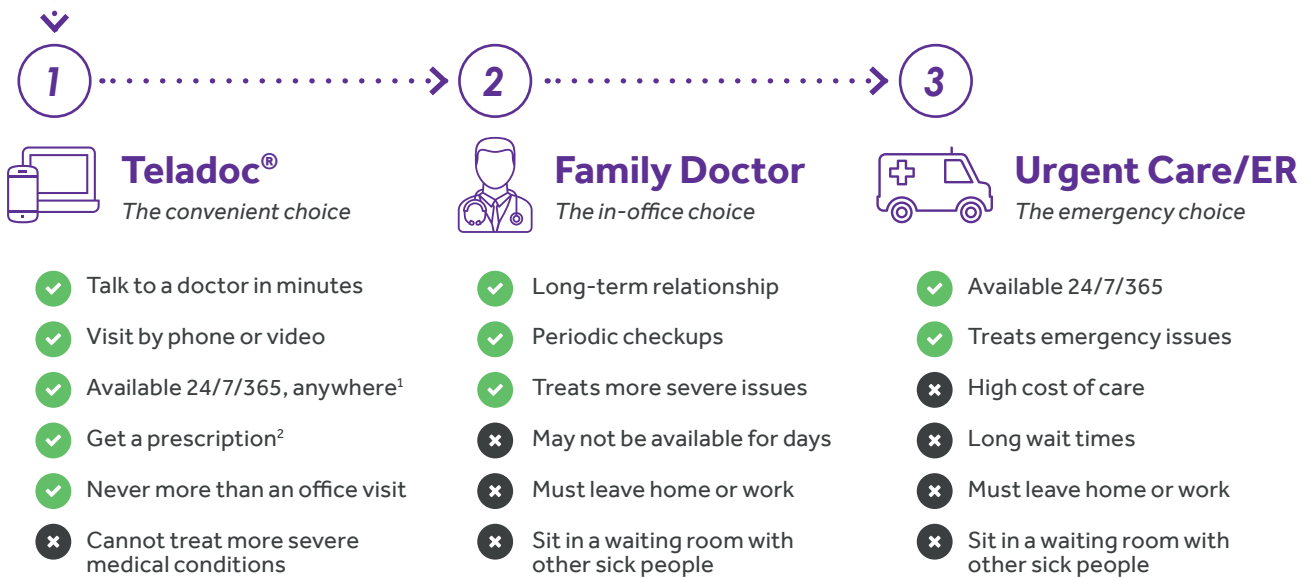 1
2
3
Teladoc®
The convenient choice
Talk to a doctor in minutes
Visit by phone or video
Available 24/7/365, anywhere¹
Get a prescription²
Never more than an office visit
Cannot treat more severe
medical conditions
Family Doctor
The in-office choice
Long-term relationship
Periodic checkups
Treats more severe issues
May not be available for days
Must leave home or work
Sit in a waiting room with
other sick people
Urgent Care/ER
The emergency choice
Available 24/7/365
Treats emergency issues
High cost of care
Long wait times
Must leave home or work
Sit in a waiting room with
other sick people